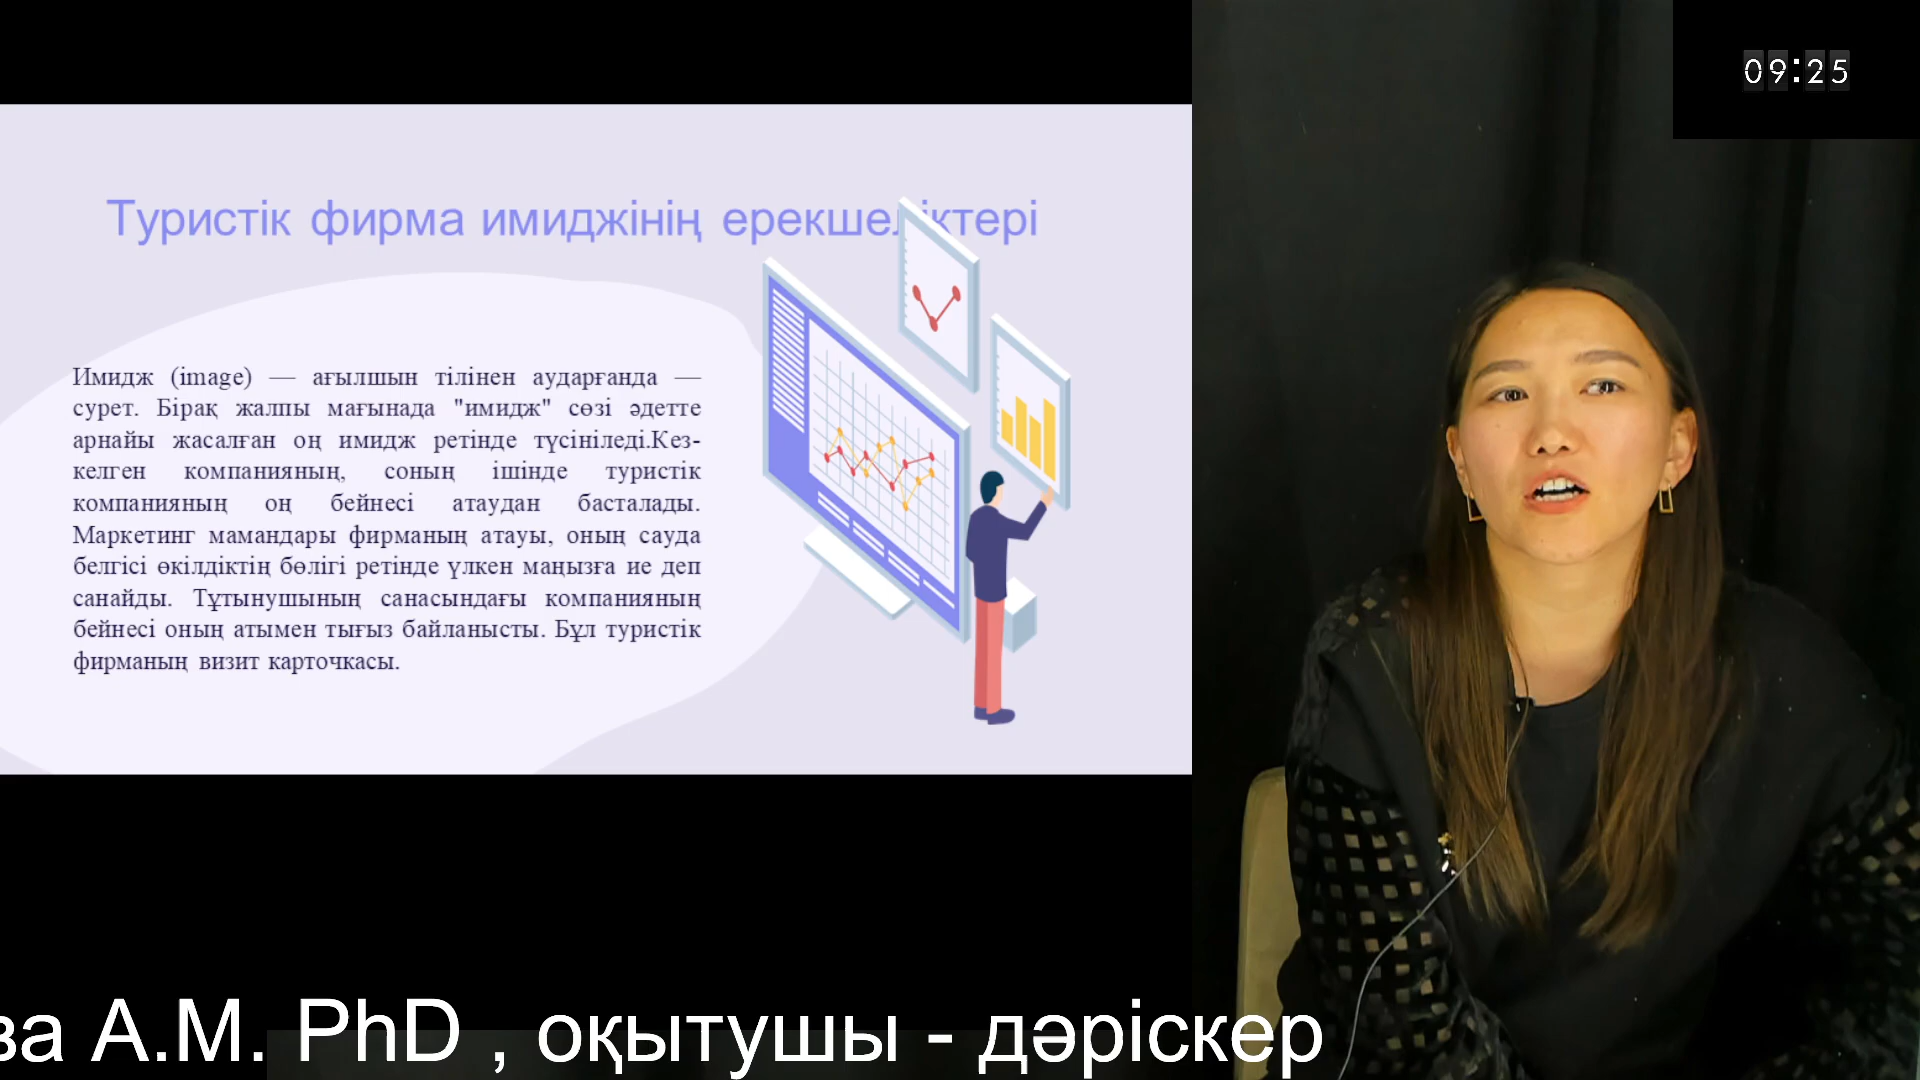 09:25
Туристік фирма имиджінің ерекшеліктері
Имидж (image) — ағылшын тілінен аударғанда —
сурет. Бірақ жалпы мағынада "имидж" сөзі әдетте
арнайы жасалған оң имидж ретінде түсініледі.Кез-
келген компанияның, соның ішінде туристік
компанияның оң бейнесі атаудан басталады.
Маркетинг мамандары фирманың атауы, оның сауда
белгісі өкілдіктің бөлігі ретінде үлкен маңызға ие деп
санайды. Тұтынушының санасындағы компанияның
бейнесі оның атымен тығыз байланысты. Бұл туристік
фирманың визит карточкасы.
ва А.М. PhD , оқытушы - дәріскер